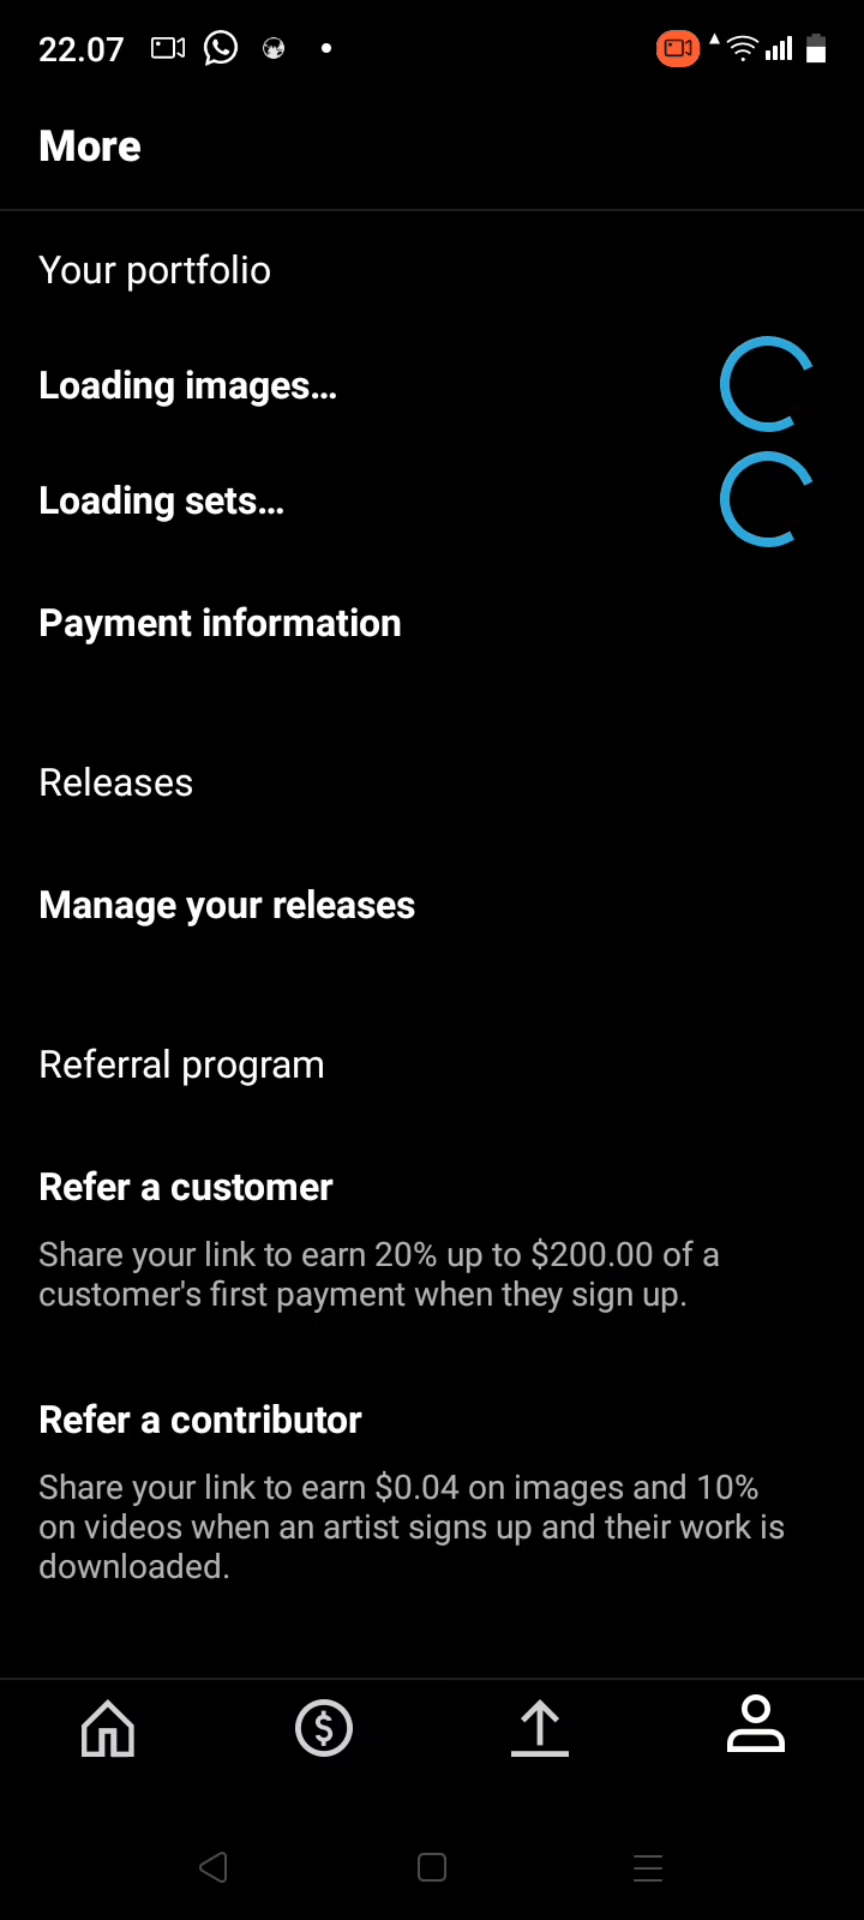 22.07
More
Your portfolio
Loading images...
Loading sets...
Payment information
Releases
Manage your releases
Referral program
Refer a customer
Share your link to earn 20% up to $200.00 of a
customer's first payment when they sign up.
Refer a contributor
Share your link to earn $0.04 on images and 10%
on videos when an artist signs up and their work is
downloaded.